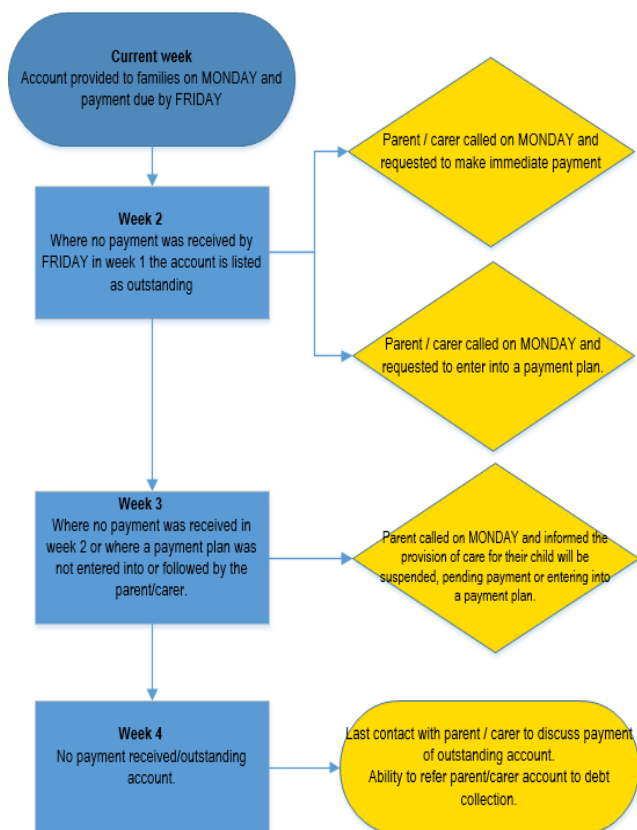 Current week
Account provided to families on MONDAY and
payment due by FRIDAY
Parent / carer called on MONDAY and
requested to make immediate payment
Week 2
Where no payment was received by
FRIDAY in week 1 the account is listed
as outstanding
Parent / carer called on MONDAY and
requested to enter into a payment plan.
Week 3
Where no payment was received in
week 2 or where a payment plan was
not entered into or followed by the
parent/carer.
Parent called on MONDAY and informed the
provision of care for their child will be
suspended, pending payment or entering into
a payment plan.
Week 4
No payment received/outstanding
account.
Last contact with parent / carer to discuss payment
of outstanding account.
Ability to refer parent/carer account to debt
collection.